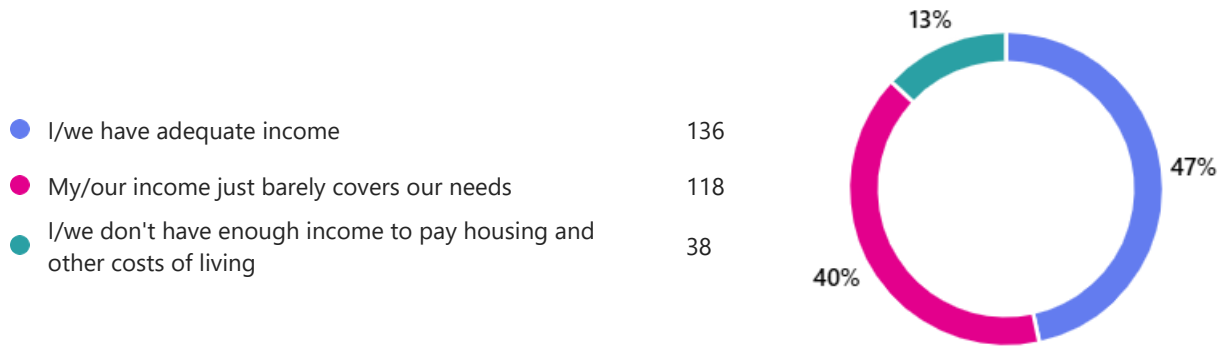 13%
I/we have adequate income 136
47%
My/our income just barely covers our needs 118
I/we don't have enough income to pay housing and
other costs of living 38
40%